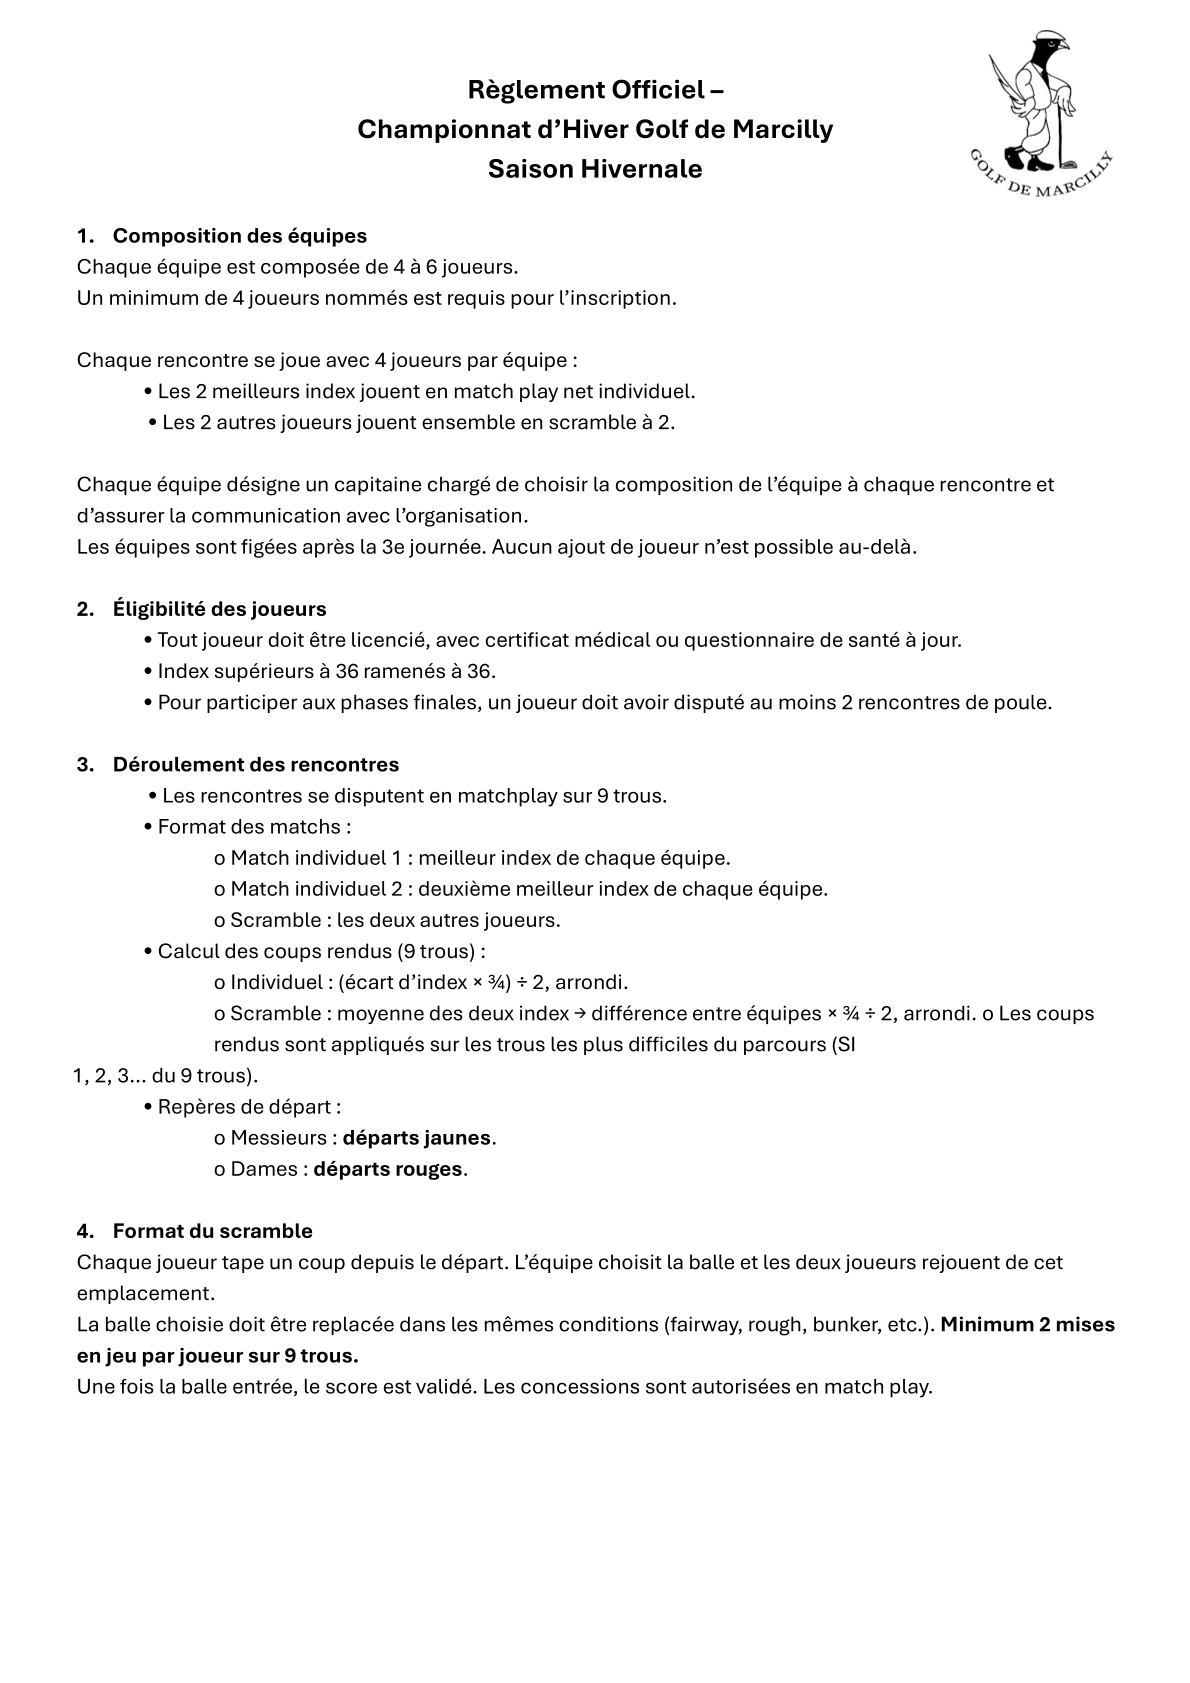 Règlement Officiel –
Championnat d’Hiver Golf de Marcilly
Saison Hivernale
GOLF DE MARCILLY
1. Composition des équipes
Chaque équipe est composée de 4 à 6 joueurs.
Un minimum de 4 joueurs nommés est requis pour l’inscription.
Chaque rencontre se joue avec 4 joueurs par équipe :
• Les 2 meilleurs index jouent en match play net individuel.
• Les 2 autres joueurs jouent ensemble en scramble à 2.
Chaque équipe désigne un capitaine chargé de choisir la composition de l’équipe à chaque rencontre et
d’assurer la communication avec l’organisation.
Les équipes sont figées après la 3e journée. Aucun ajout de joueur n’est possible au-delà.
2. Éligibilité des joueurs
• Tout joueur doit être licencié, avec certificat médical ou questionnaire de santé à jour.
• Index supérieurs à 36 ramenés à 36.
• Pour participer aux phases finales, un joueur doit avoir disputé au moins 2 rencontres de poule.
3. Déroulement des rencontres
• Les rencontres se disputent en matchplay sur 9 trous.
• Format des matchs :
o Match individuel 1 : meilleur index de chaque équipe.
o Match individuel 2 : deuxième meilleur index de chaque équipe.
o Scramble : les deux autres joueurs.
• Calcul des coups rendus (9 trous) :
o Individuel : (écart d’index × ¾) ÷ 2, arrondi.
o Scramble : moyenne des deux index → différence entre équipes × ¾ ÷ 2, arrondi. o Les coups
rendus sont appliqués sur les trous les plus difficiles du parcours (SI
1, 2, 3… du 9 trous).
• Repères de départ :
o Messieurs : départs jaunes.
o Dames : départs rouges.
4. Format du scramble
Chaque joueur tape un coup depuis le départ. L’équipe choisit la balle et les deux joueurs rejouent de cet
emplacement.
La balle choisie doit être replacée dans les mêmes conditions (fairway, rough, bunker, etc.). Minimum 2 mises
en jeu par joueur sur 9 trous.
Une fois la balle entrée, le score est validé. Les concessions sont autorisées en match play.